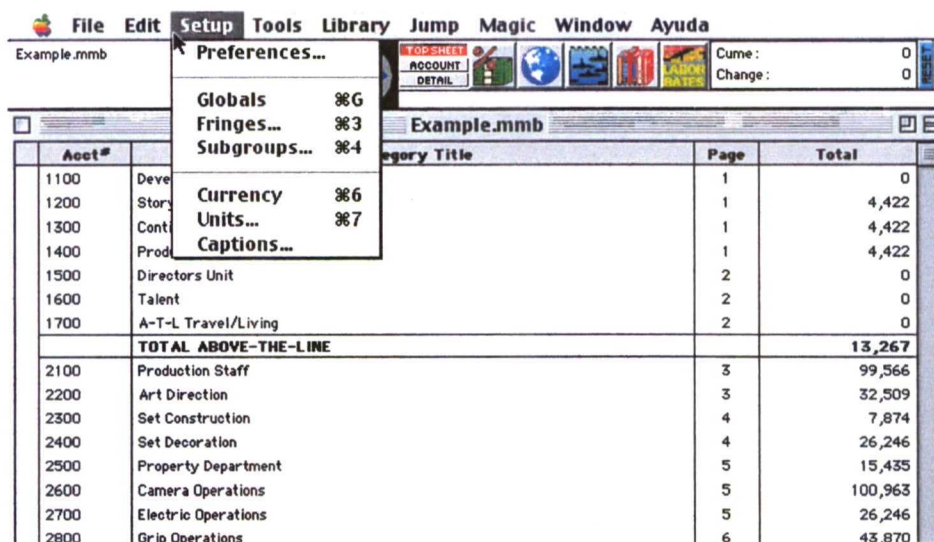 File Edit Setup Tools Library Jump Magic Window Ayuda
Example.mmb
Preferences...
Globals ⌘G
Fringes... ⌘3
Subgroups... ⌘4
Currency ⌘6
Units... ⌘7
Captions...
TOP SHEET
ACCOUNT
DETAIL
LABOR
RATES
Cume: 0
Change: 0
RESET
Example.mmb
Acct# egory Title Page Total
1100 Deve 1 0
1200 Story 1 4,422
1300 Conti 1 4,422
1400 Prod 1 4,422
1500 Directors Unit 2 0
1600 Talent 2 0
1700 A-T-L Travel/Living 2 0
TOTAL ABOVE-THE-LINE 13,267
2100 Production Staff 3 99,566
2200 Art Direction 3 32,509
2300 Set Construction 4 7,874
2400 Set Decoration 4 26,246
2500 Property Department 5 15,435
2600 Camera Operations 5 100,963
2700 Electric Operations 5 26,246
2800 Grip Operations 6 43,870